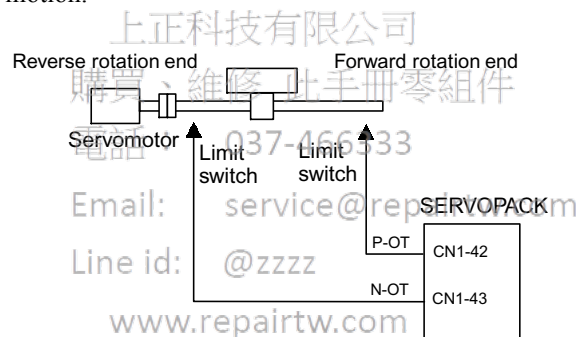 motion.
上正科技有限公司
Reverse rotation end
Forward rotation end
購買、維修 此手冊零組件
Servomotor
電話: 037-466333
Limit
switch
Limit
switch
Email: service@repairtw.com
SERVOPACK
P-OT
CN1-42
Line id: @zzzz
N-OT
CN1-43
www.repairtw.com